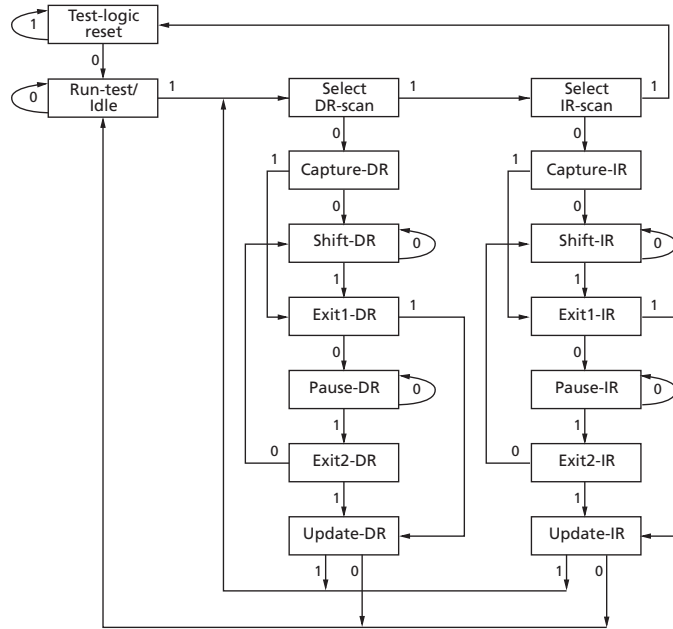 Test-logic
reset
1
0
Run-test/
Idle
0
1
Select
DR-scan
1
Select
IR-scan
1
0
0
1
Capture-DR
1
Capture-IR
0
0
Shift-DR
0
Shift-IR
0
1
1
Exit1-DR
1
Exit1-IR
1
0
0
Pause-DR
0
Pause-IR
0
1
1
0
Exit2-DR
0
Exit2-IR
1
1
Update-DR
Update-IR
1
0
1
0